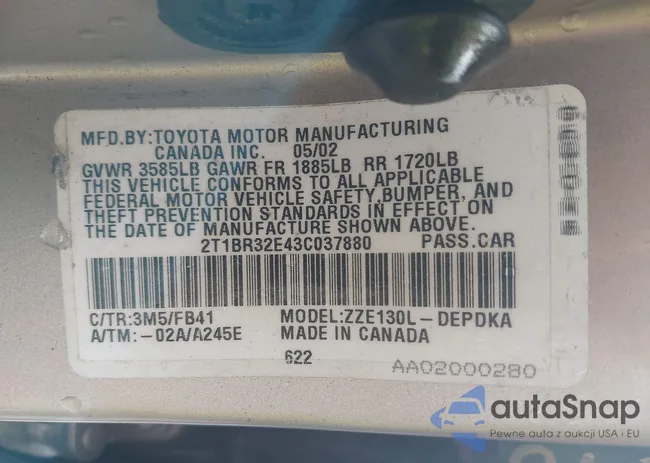 MFD.BY:TOYOTA MOTOR MANUFACTURING
CANADA INC. 05/02
GVWR 3585LB GAWR FR 1885LB RR 1720LB
THIS VEHICLE CONFORMS TO ALL APPLICABLE
FEDERAL MOTOR VEHICLE SAFETY,BUMPER, AND
THEFT PREVENTION STANDARDS IN EFFECT ON
THE DATE OF MANUFACTURE SHOWN ABOVE.
2T1BR32E43C037880 PASS.CAR
C/TR:3M5/FB41 MODEL:ZZE130L-DEPDKA
A/TM:-02A/A245E MADE IN CANADA
622
AA02000280
autaSnap
Pewne auta z aukcji USA i EU